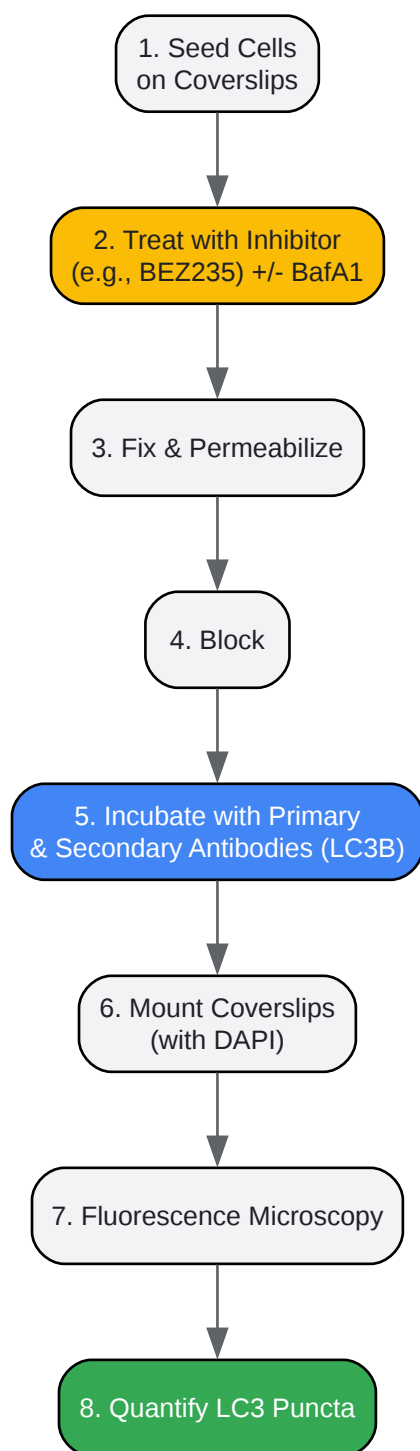 1. Seed Cells
on Coverslips
2. Treat with Inhibitor
(e.g., BEZ235) +/- BafA1
3. Fix & Permeabilize
4. Block
5. Incubate with Primary
& Secondary Antibodies (LC3B)
6. Mount Coverslips
(with DAPI)
7. Fluorescence Microscopy
8. Quantify LC3 Puncta